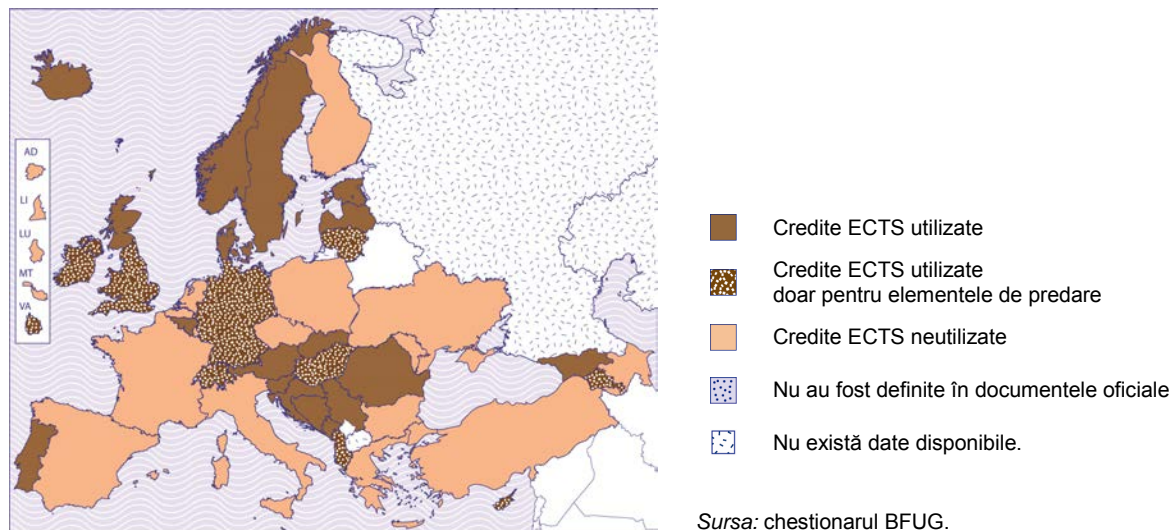 AD
LI
LU
MT
VA
Credite ECTS utilizate
Credite ECTS utilizate
doar pentru elementele de predare
Credite ECTS neutilizate
Nu au fost definite în documentele oficiale
Nu există date disponibile.
Sursa: chestionarul BFUG.